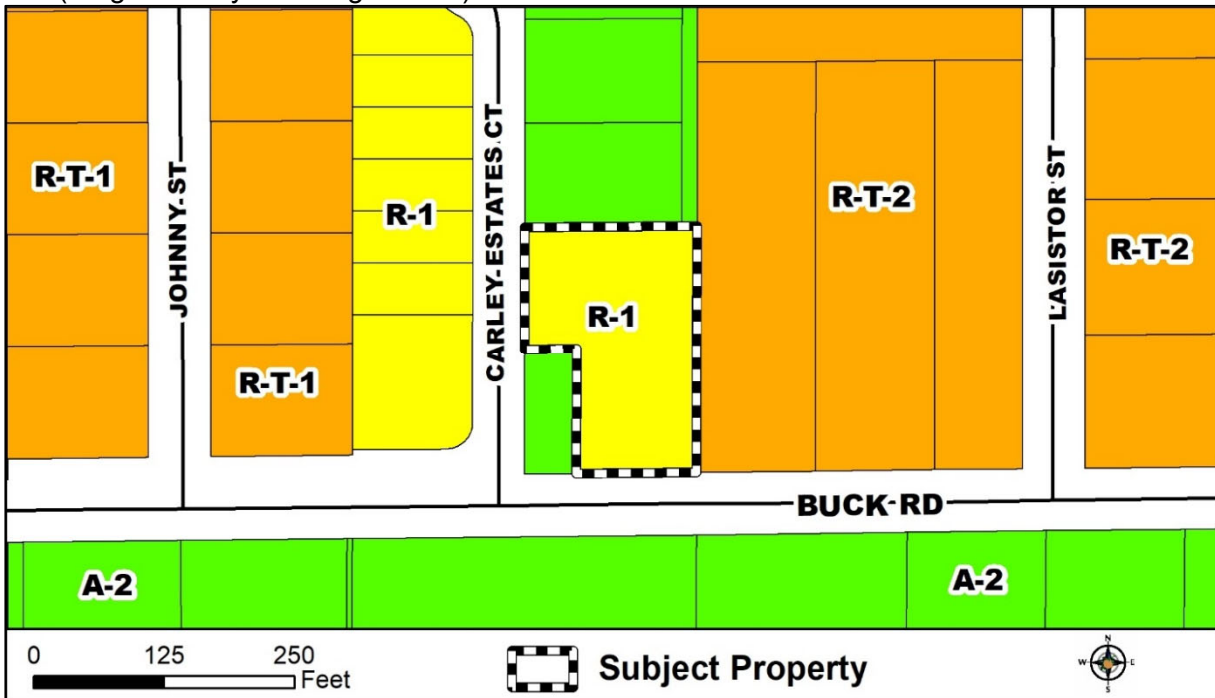 R-T-1
JOHNNY ST
R-1
CARLEY ESTATES CT
R-T-2
L'ASISTOR ST
R-T-2
R-1
R-T-1
BUCK RD
A-2
A-2
0 125 250
Feet
Subject Property
N
W E
S